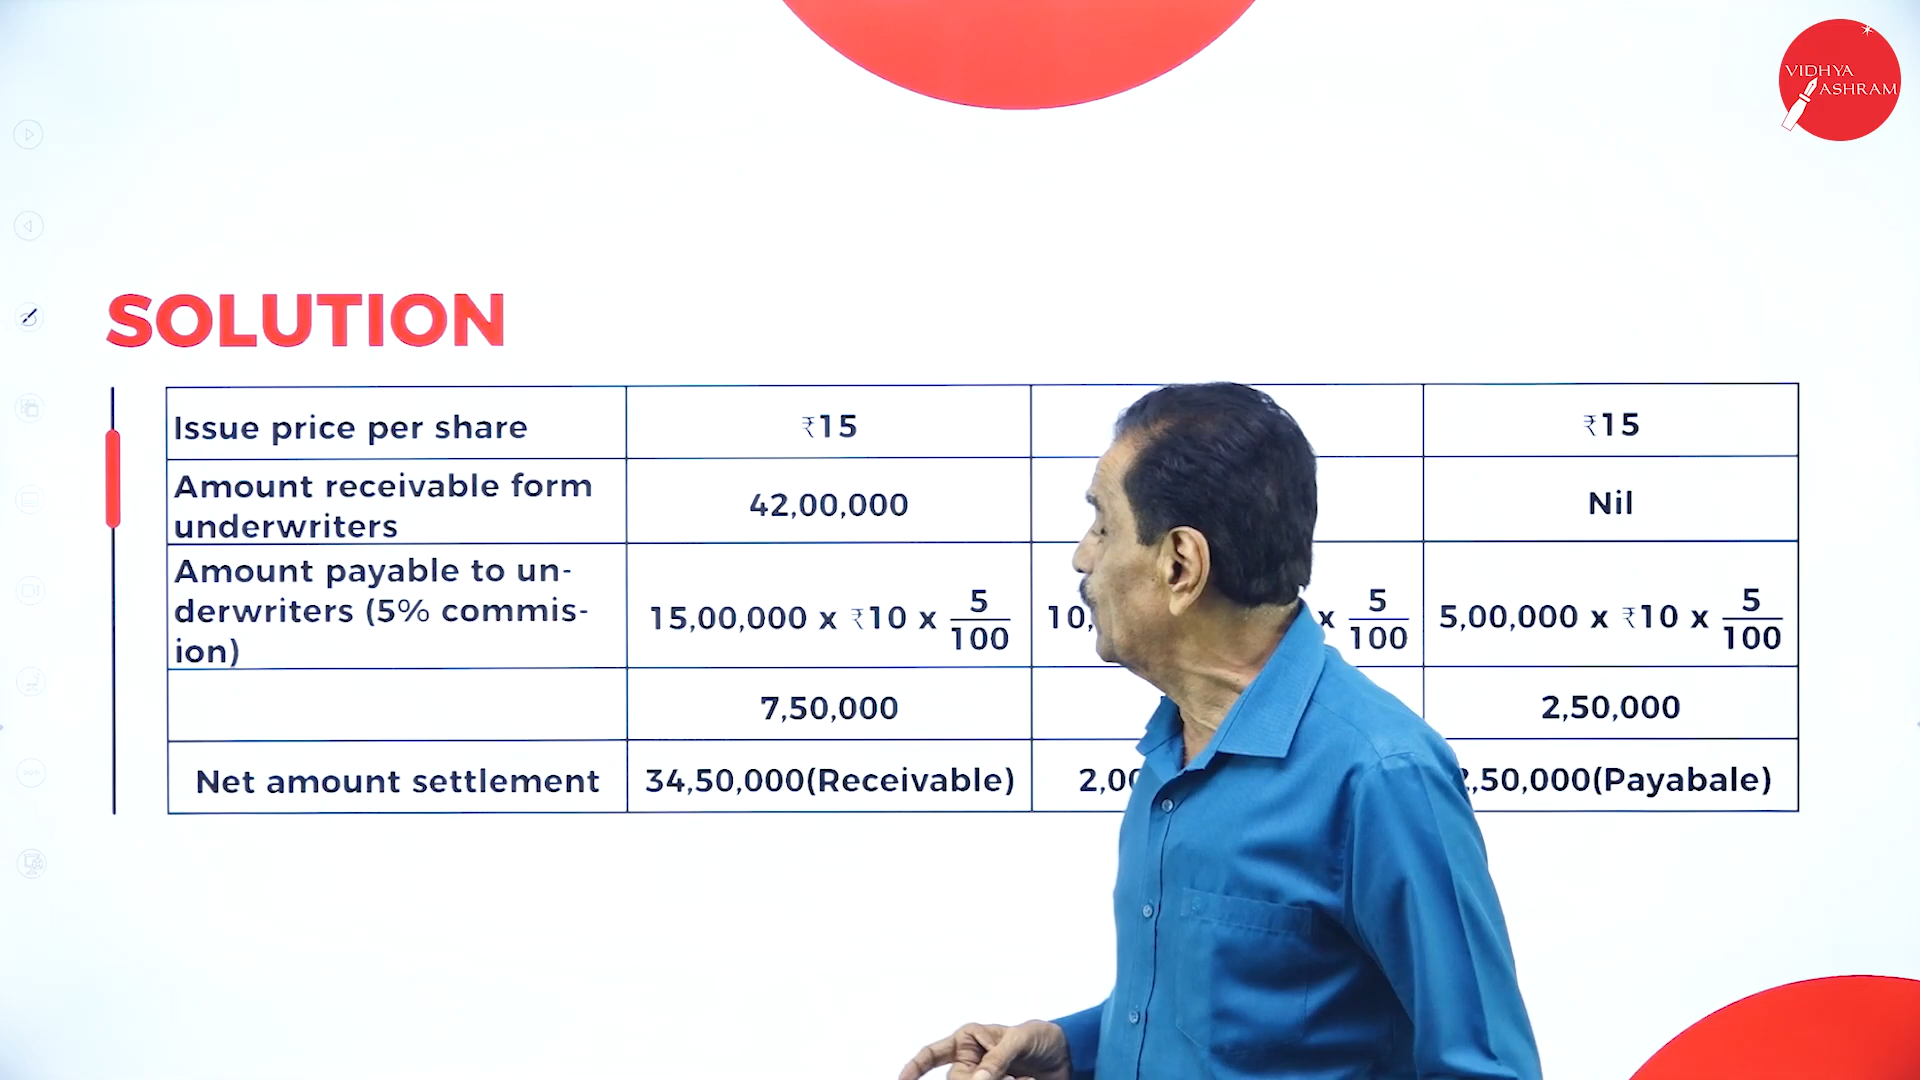 VIDHYA
ASHRAM
SOLUTION
Issue price per share ₹15 ₹15
Amount receivable form
underwriters 42,00,000 Nil
Amount payable to un-
derwriters (5% commis-
ion) 15,00,000 x ₹10 x 5/100 10, x 5/100 5,00,000 x ₹10 x 5/100
7,50,000 2,50,000
Net amount settlement 34,50,000(Receivable) 2,00 ,50,000(Payabale)